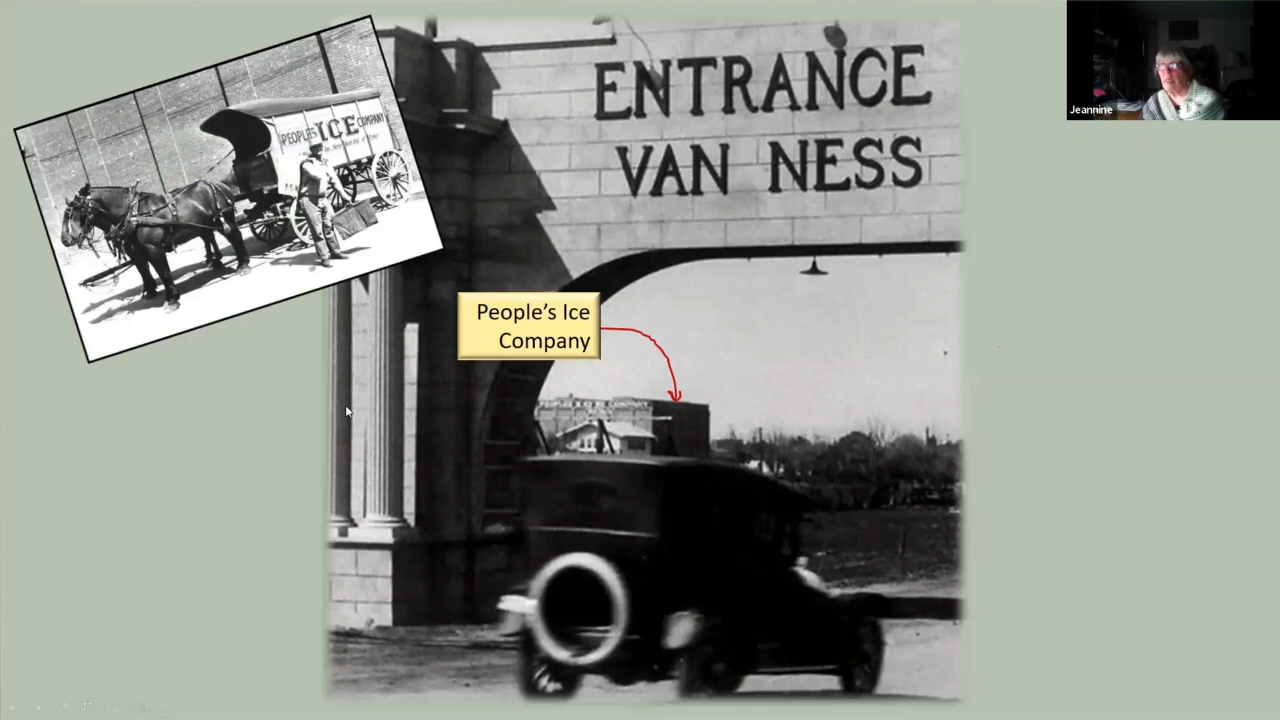 PEOPLE'S ICE COMPANY
ENTRANCE
VAN NESS
People's Ice
Company
Jeannine